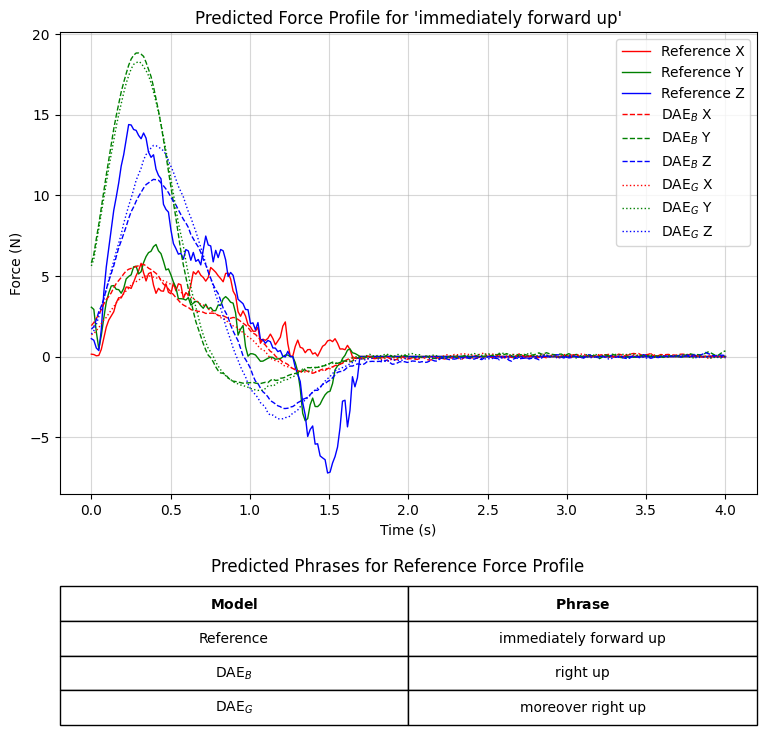 Predicted Force Profile for 'immediately forward up'
20
15
10
5
0
−5
Force (N)
Reference X
Reference Y
Reference Z
DAE_B X
DAE_B Y
DAE_B Z
DAE_G X
DAE_G Y
DAE_G Z
0.0 0.5 1.0 1.5 2.0 2.5 3.0 3.5 4.0
Time (s)
Predicted Phrases for Reference Force Profile
Model Phrase
Reference immediately forward up
DAE_B right up
DAE_G moreover right up